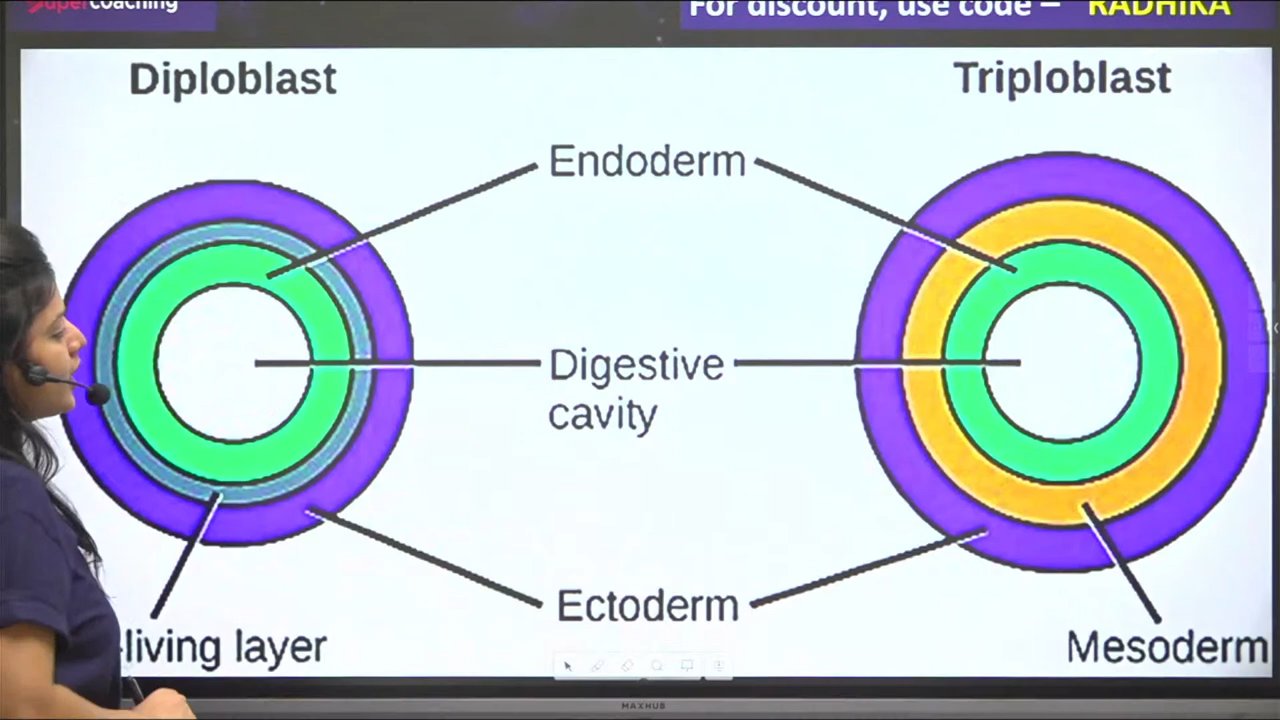 Supercoaching
For discount, use code – RADHIKA
Diploblast
Triploblast
Endoderm
Digestive
cavity
Ectoderm
-living layer
Mesoderm
MAXHUB